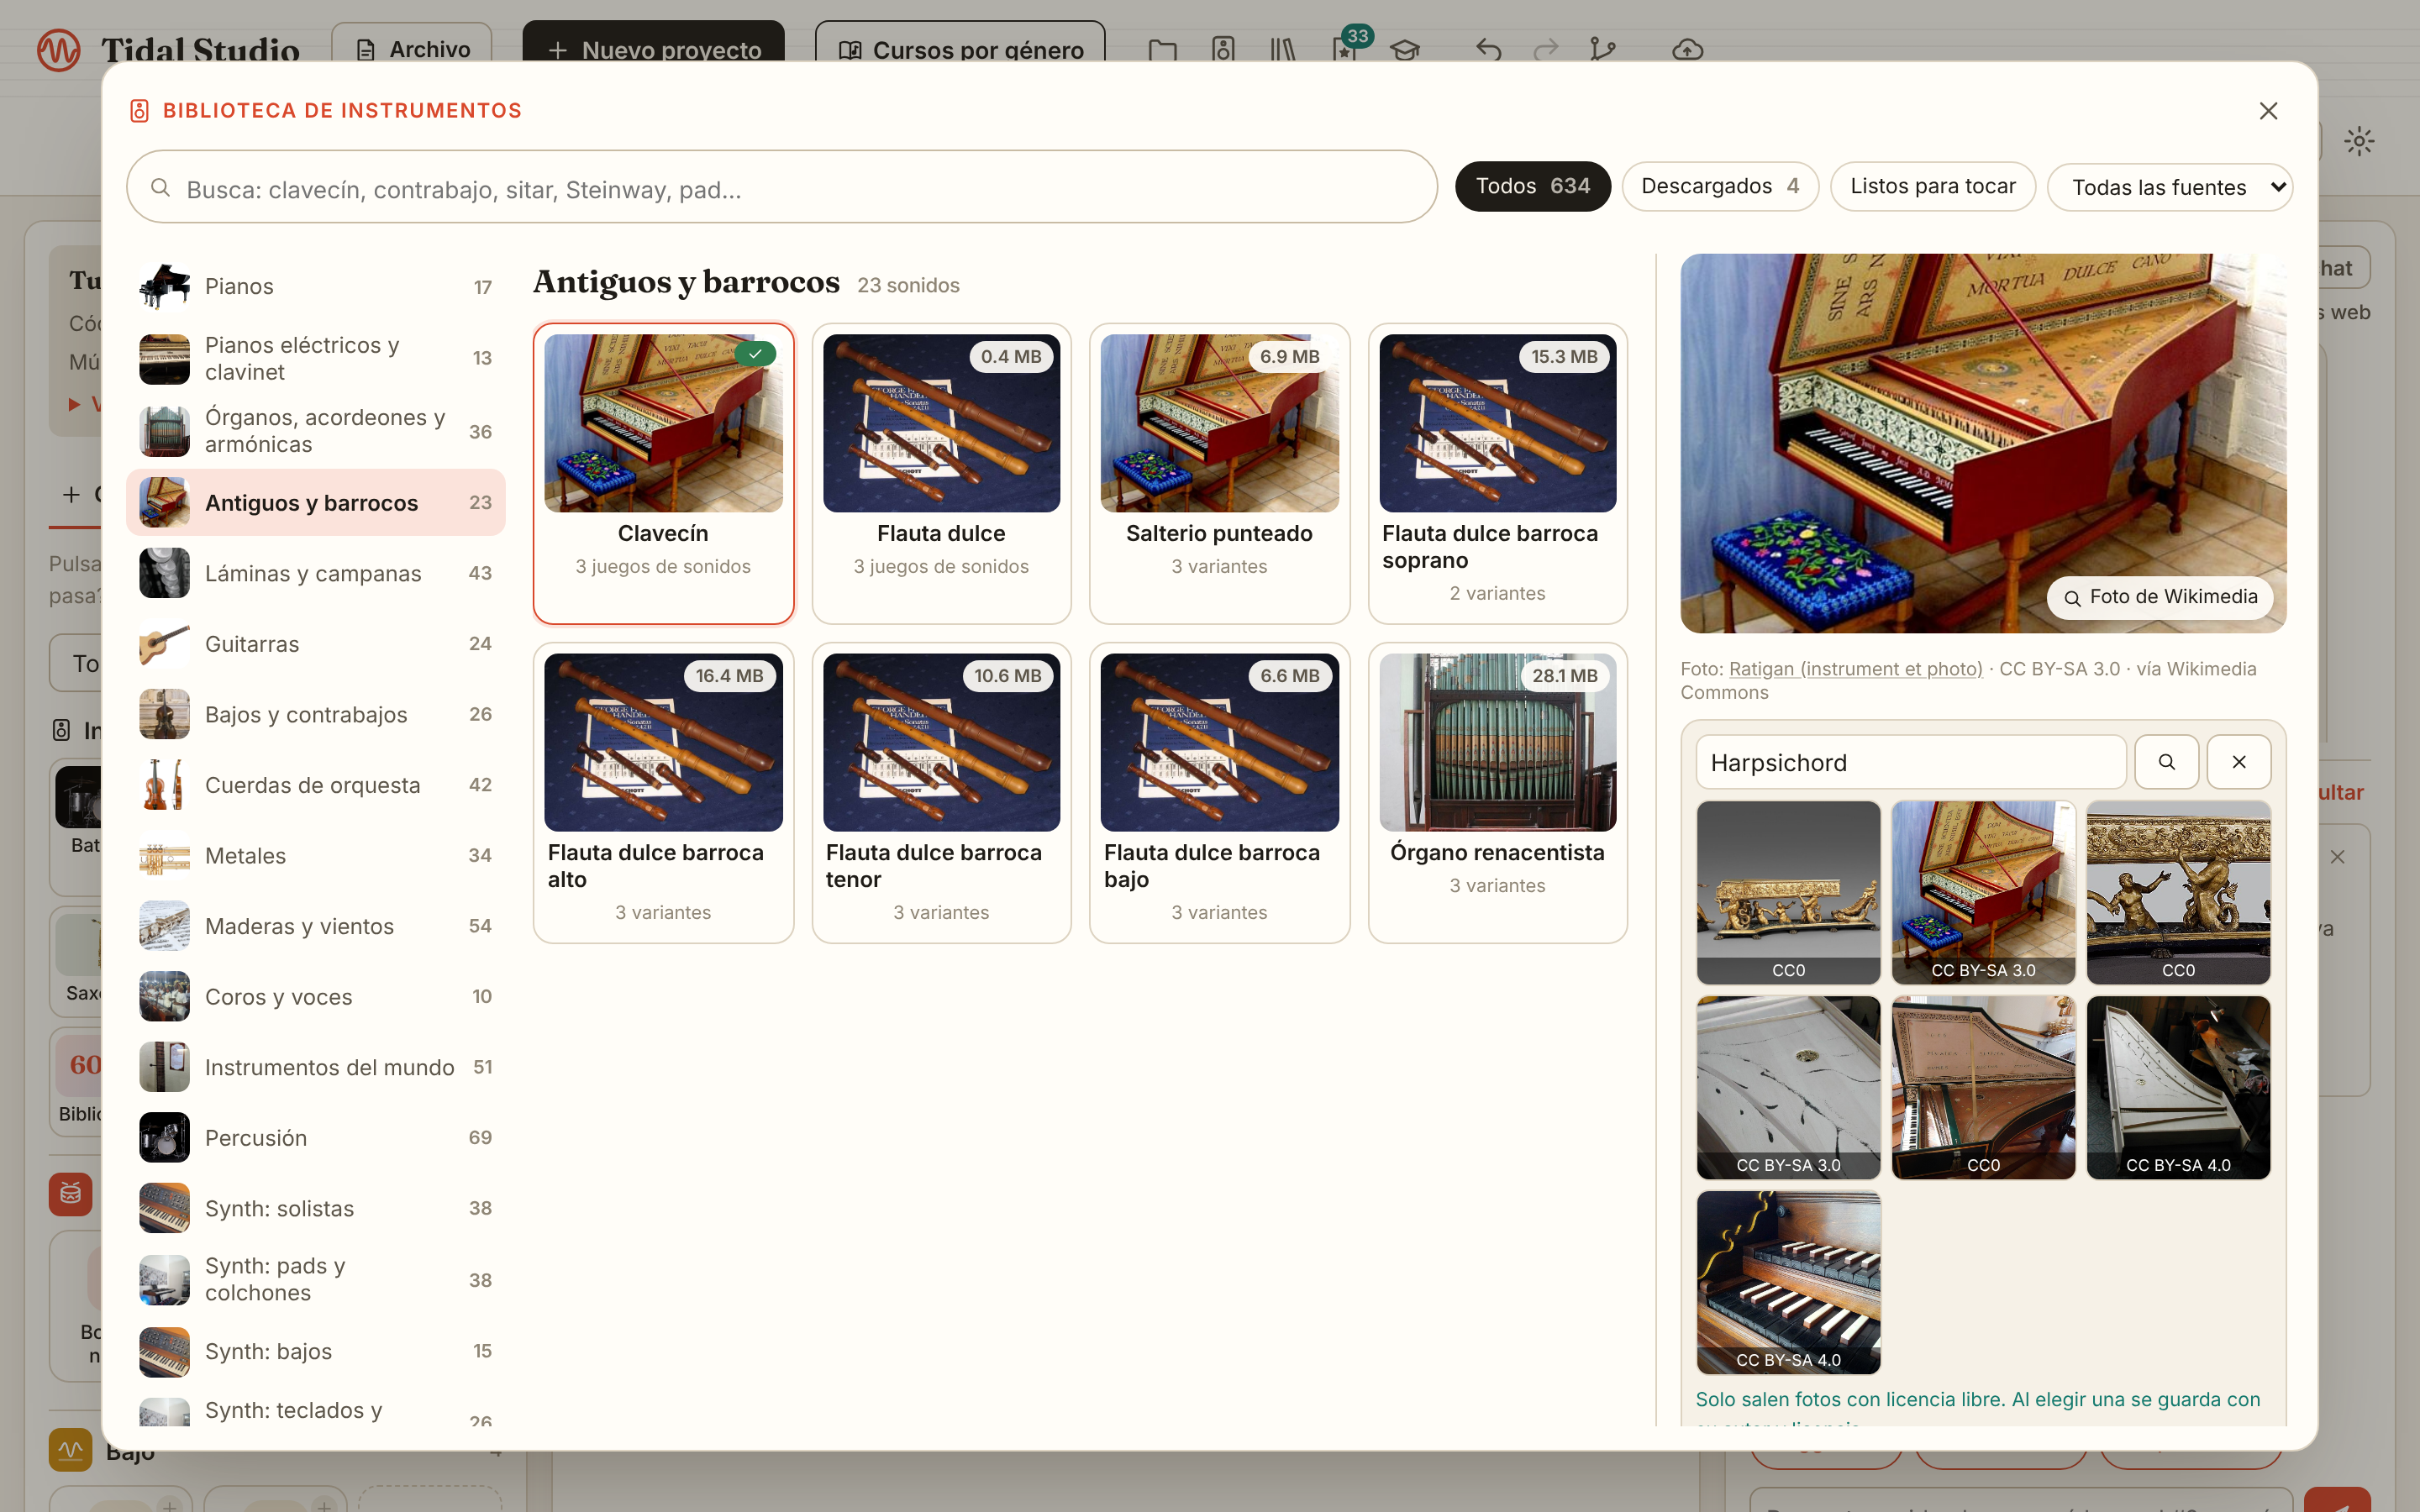 Tidal Studio
Archivo
Nuevo proyecto
Cursos por género
33
BIBLIOTECA DE INSTRUMENTOS
Busca: clavecín, contrabajo, sitar, Steinway, pad...
Todos 634
Descargados 4
Listos para tocar
Todas las fuentes
Pianos 17
Pianos eléctricos y
clavinet 13
Órganos, acordeones y
armónicas 36
Antiguos y barrocos 23
Láminas y campanas 43
Guitarras 24
Bajos y contrabajos 26
Cuerdas de orquesta 42
Metales 34
Maderas y vientos 54
Coros y voces 10
Instrumentos del mundo 51
Percusión 69
Synth: solistas 38
Synth: pads y
colchones 38
Synth: bajos 15
Synth: teclados y
26
Antiguos y barrocos 23 sonidos
Clavecín
3 juegos de sonidos
0.4 MB
Flauta dulce
3 juegos de sonidos
6.9 MB
Salterio punteado
3 variantes
15.3 MB
Flauta dulce barroca
soprano
2 variantes
16.4 MB
Flauta dulce barroca
alto
3 variantes
10.6 MB
Flauta dulce barroca
tenor
3 variantes
6.6 MB
Flauta dulce barroca
bajo
3 variantes
28.1 MB
Órgano renacentista
3 variantes
SINE
ARS
MORTUA DULCE CANO
Foto de Wikimedia
Foto: Ratigan (instrument et photo) · CC BY-SA 3.0 · vía Wikimedia
Commons
Harpsichord
CC0
CC BY-SA 3.0
CC0
CC BY-SA 3.0
CC0
CC BY-SA 4.0
CC BY-SA 4.0
Solo salen fotos con licencia libre. Al elegir una se guarda con
Bajo